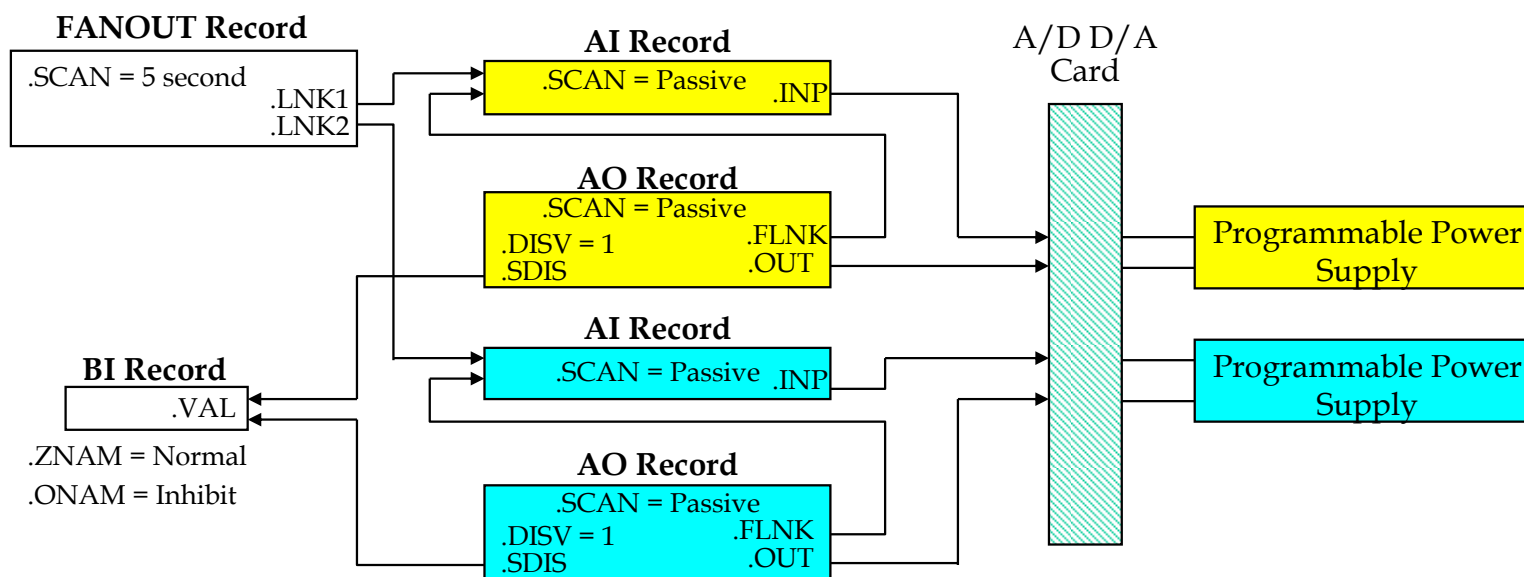 FANOUT Record
.SCAN = 5 second
.LNK1
.LNK2
AI Record
.SCAN = Passive
.INP
A/D D/A
Card
AO Record
.SCAN = Passive
.DISV = 1
.SDIS
.FLNK
.OUT
Programmable Power
Supply
AI Record
.SCAN = Passive
.INP
Programmable Power
Supply
BI Record
.VAL
.ZNAM = Normal
.ONAM = Inhibit
AO Record
.SCAN = Passive
.DISV = 1
.SDIS
.FLNK
.OUT